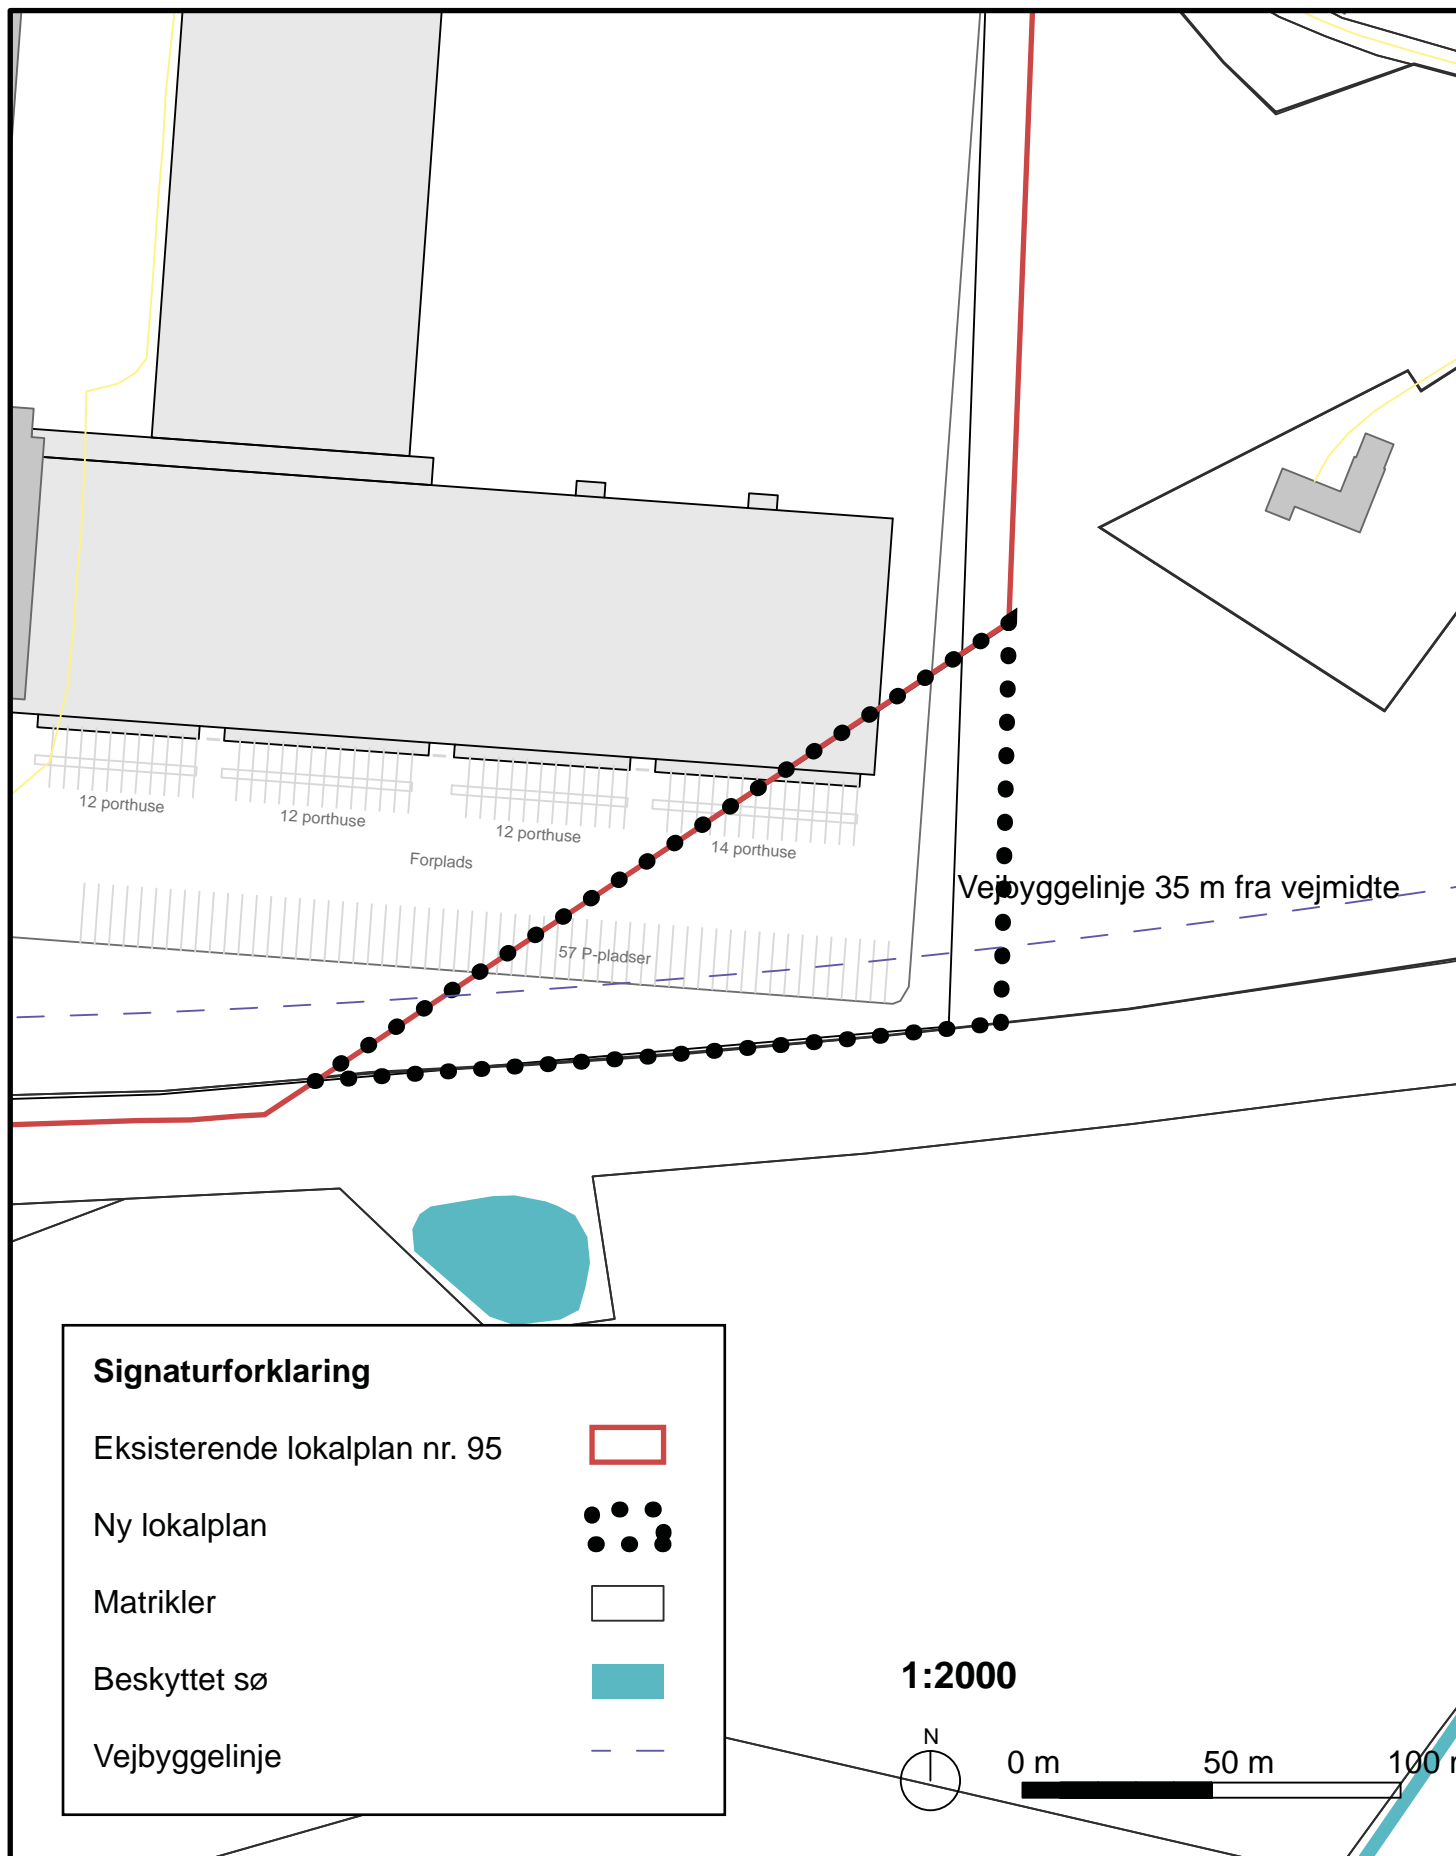 12 porthuse
12 porthuse
12 porthuse
14 porthuse
Forplads
Vejbyggelinje 35 m fra vejmidte
57 P-pladser
Signaturforklaring
Eksisterende lokalplan nr. 95
Ny lokalplan
Matrikler
Beskyttet sø
Vejbyggelinje
1:2000
N
0 m 50 m 100 m